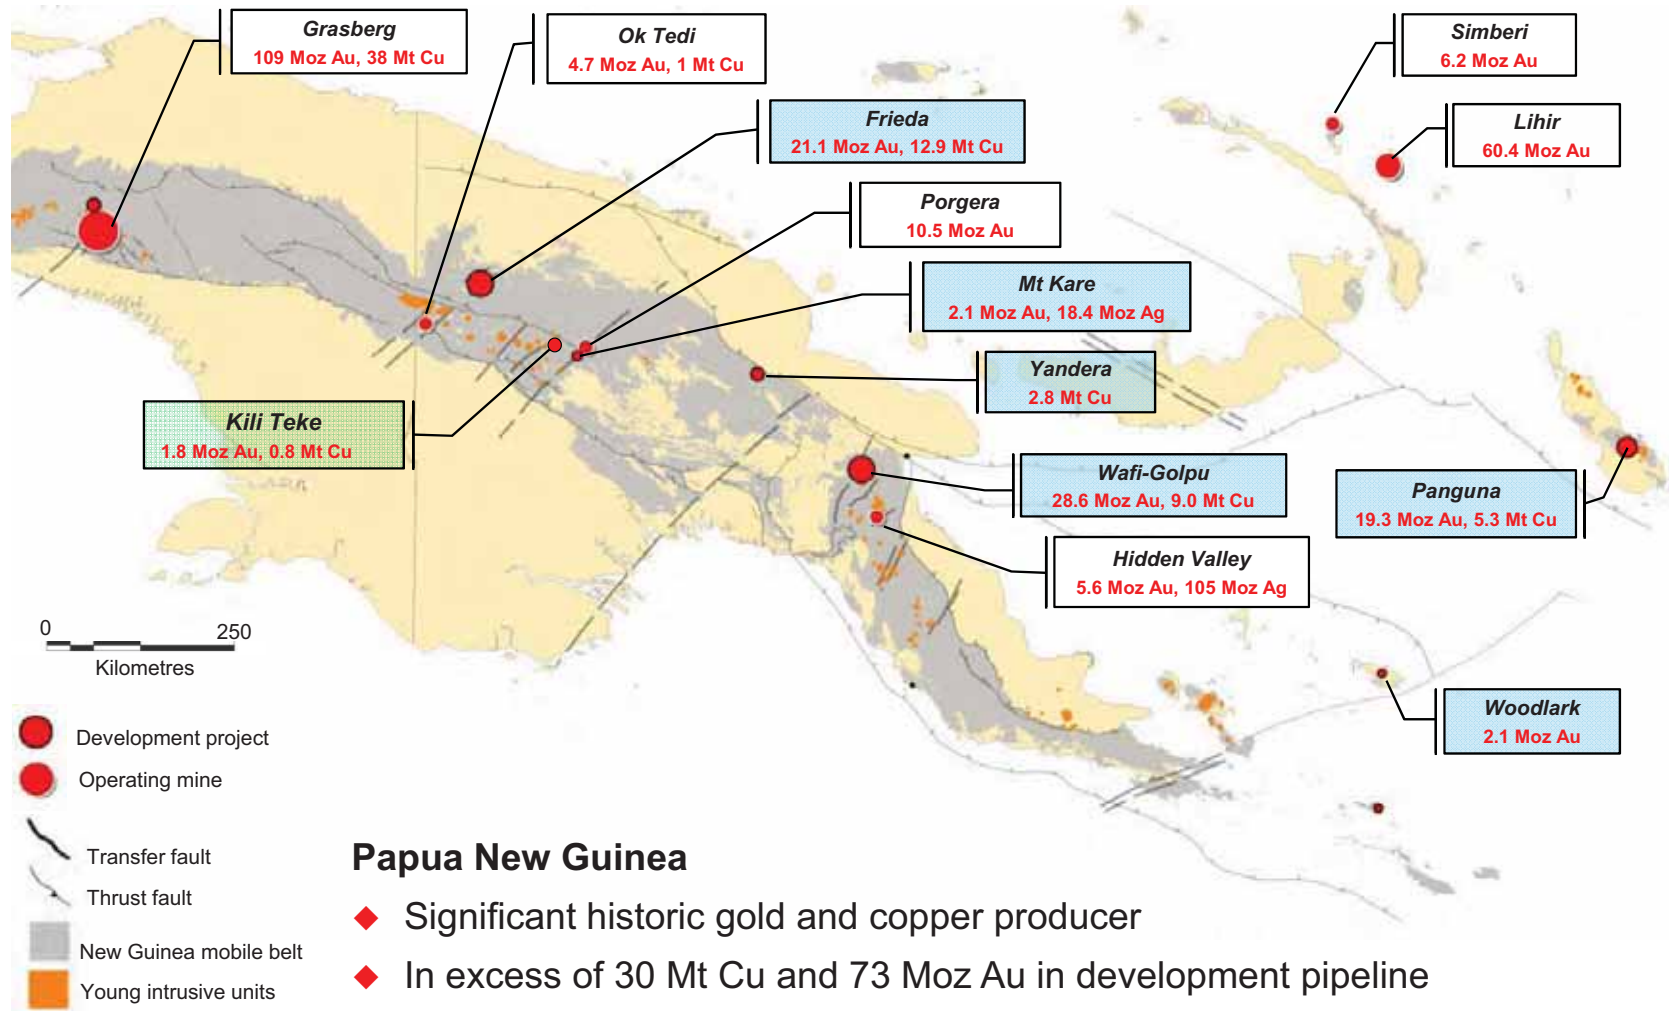 Grasberg
109 Moz Au, 38 Mt Cu
Ok Tedi
4.7 Moz Au, 1 Mt Cu
Simberi
6.2 Moz Au
Frieda
21.1 Moz Au, 12.9 Mt Cu
Lihir
60.4 Moz Au
Porgera
10.5 Moz Au
Mt Kare
2.1 Moz Au, 18.4 Moz Ag
Yandera
2.8 Mt Cu
Kili Teke
1.8 Moz Au, 0.8 Mt Cu
Wafi-Golpu
28.6 Moz Au, 9.0 Mt Cu
Panguna
19.3 Moz Au, 5.3 Mt Cu
Hidden Valley
5.6 Moz Au, 105 Moz Ag
0 250
Kilometres
Woodlark
2.1 Moz Au
Development project
Operating mine
Transfer fault
Thrust fault
New Guinea mobile belt
Young intrusive units
Papua New Guinea
Significant historic gold and copper producer
In excess of 30 Mt Cu and 73 Moz Au in development pipeline